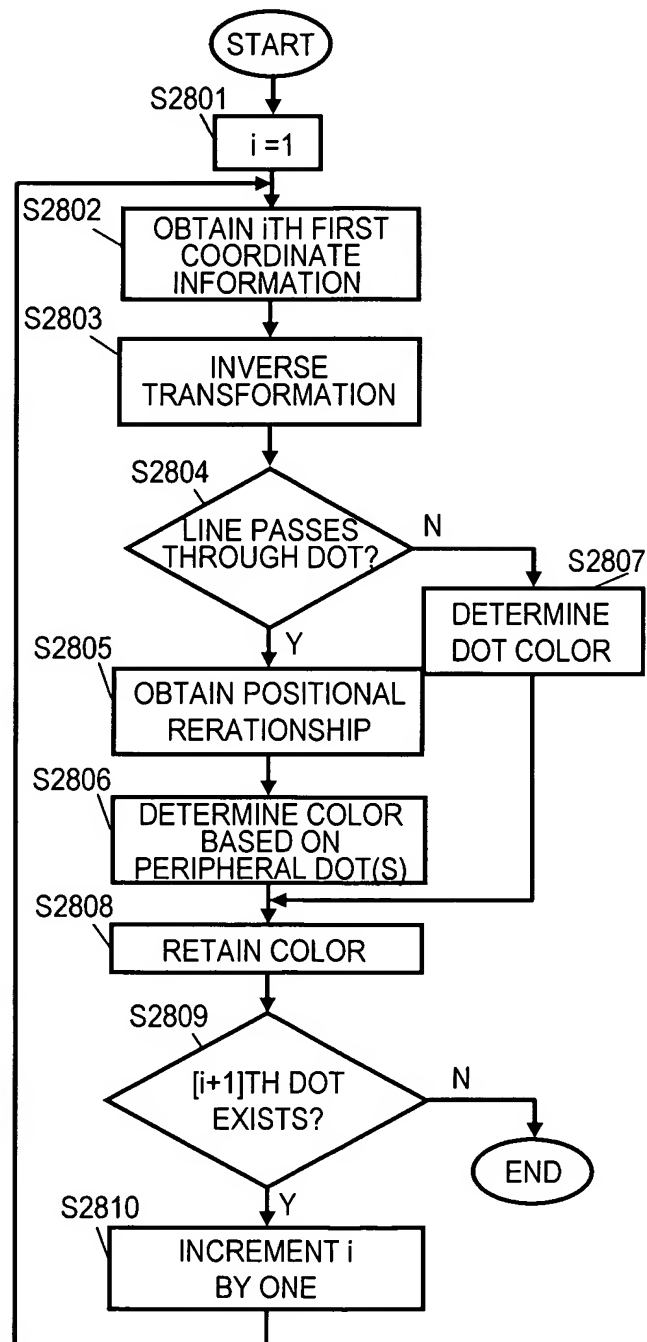 START
S2801
i =1
S2802
OBTAIN iTH FIRST
COORDINATE
INFORMATION
S2803
INVERSE
TRANSFORMATION
S2804
LINE PASSES
THROUGH DOT?
N
S2807
DETERMINE
DOT COLOR
Y
S2805
OBTAIN POSITIONAL
RERATIONSHIP
S2806
DETERMINE COLOR
BASED ON
PERIPHERAL DOT(S)
S2808
RETAIN COLOR
S2809
[i+1]TH DOT
EXISTS?
N
END
Y
S2810
INCREMENT i
BY ONE